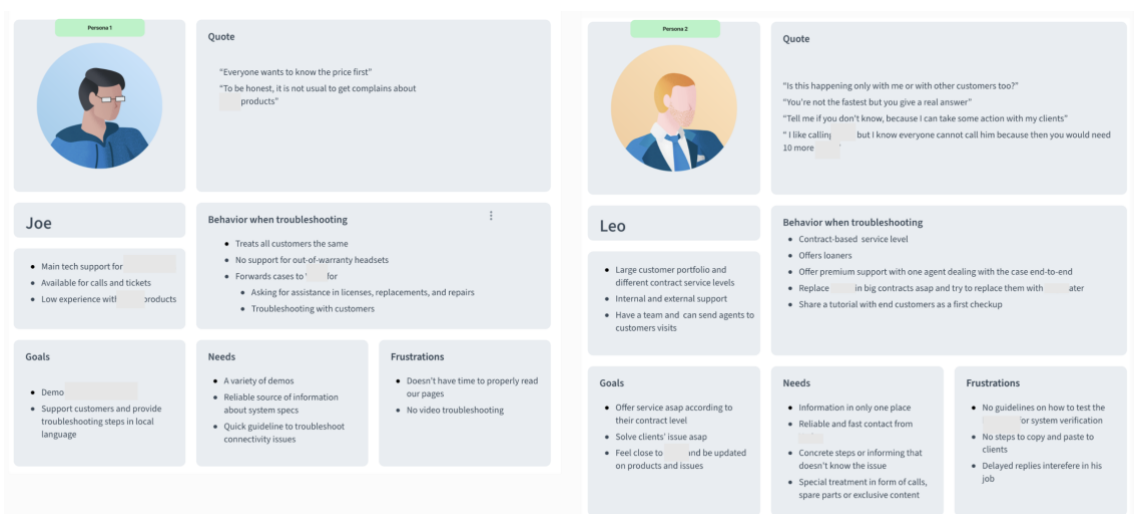 Persona 1
Quote
"Everyone wants to know the price first"
"To be honest, it is not usual to get complains about
products"
Joe
Main tech support for
Available for calls and tickets
Low experience with products
Behavior when troubleshooting
Treats all customers the same
No support for out-of-warranty headsets
Forwards cases to for
Asking for assistance in licenses, replacements, and repairs
Troubleshooting with customers
Goals
Demo
Support customers and provide
troubleshooting steps in local
language
Needs
A variety of demos
Reliable source of information
about system specs
Quick guideline to troubleshoot
connectivity issues
Frustrations
Doesn't have time to properly read
our pages
No video troubleshooting
Persona 2
Quote
"Is this happening only with me or with other customers too?"
"You're not the fastest but you give a real answer"
"Tell me if you don't know, because I can take some action with my clients"
" I like calling but I know everyone cannot call him because then you would need
10 more
Leo
Large customer portfolio and
different contract service levels
Internal and external support
Have a team and can send agents to
customers visits
Behavior when troubleshooting
Contract-based service level
Offers loaners
Offer premium support with one agent dealing with the case end-to-end
Replace in big contracts asap and try to replace them with ater
Share a tutorial with end customers as a first checkup
Goals
Offer service asap according to
their contract level
Solve clients' issue asap
Feel close to and be updated
on products and issues
Needs
Information in only one place
Reliable and fast contact from
Concrete steps or informing that
doesn't know the issue
Special treatment in form of calls,
spare parts or exclusive content
Frustrations
No guidelines on how to test the
or system verification
No steps to copy and paste to
clients
Delayed replies interefere in his
job